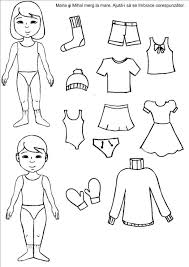 Maria și Mihai merg la mare. Ajută-i să se îmbrace corespunzător.